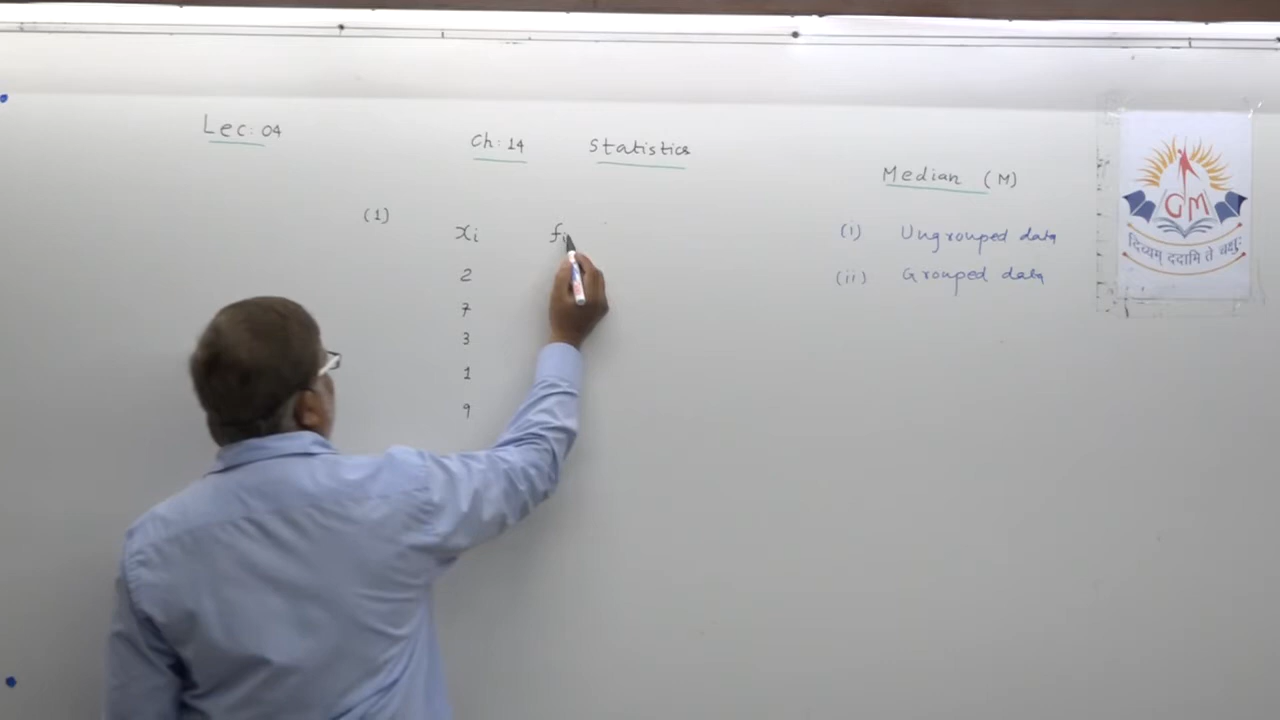 Lec: 04
Ch: 14 Statistics
(1)
xi fi
2
7
3
1
9
Median (M)
(i) Ungrouped data
(ii) Grouped data
GM
दिव्यम् ददामि ते चक्षुः